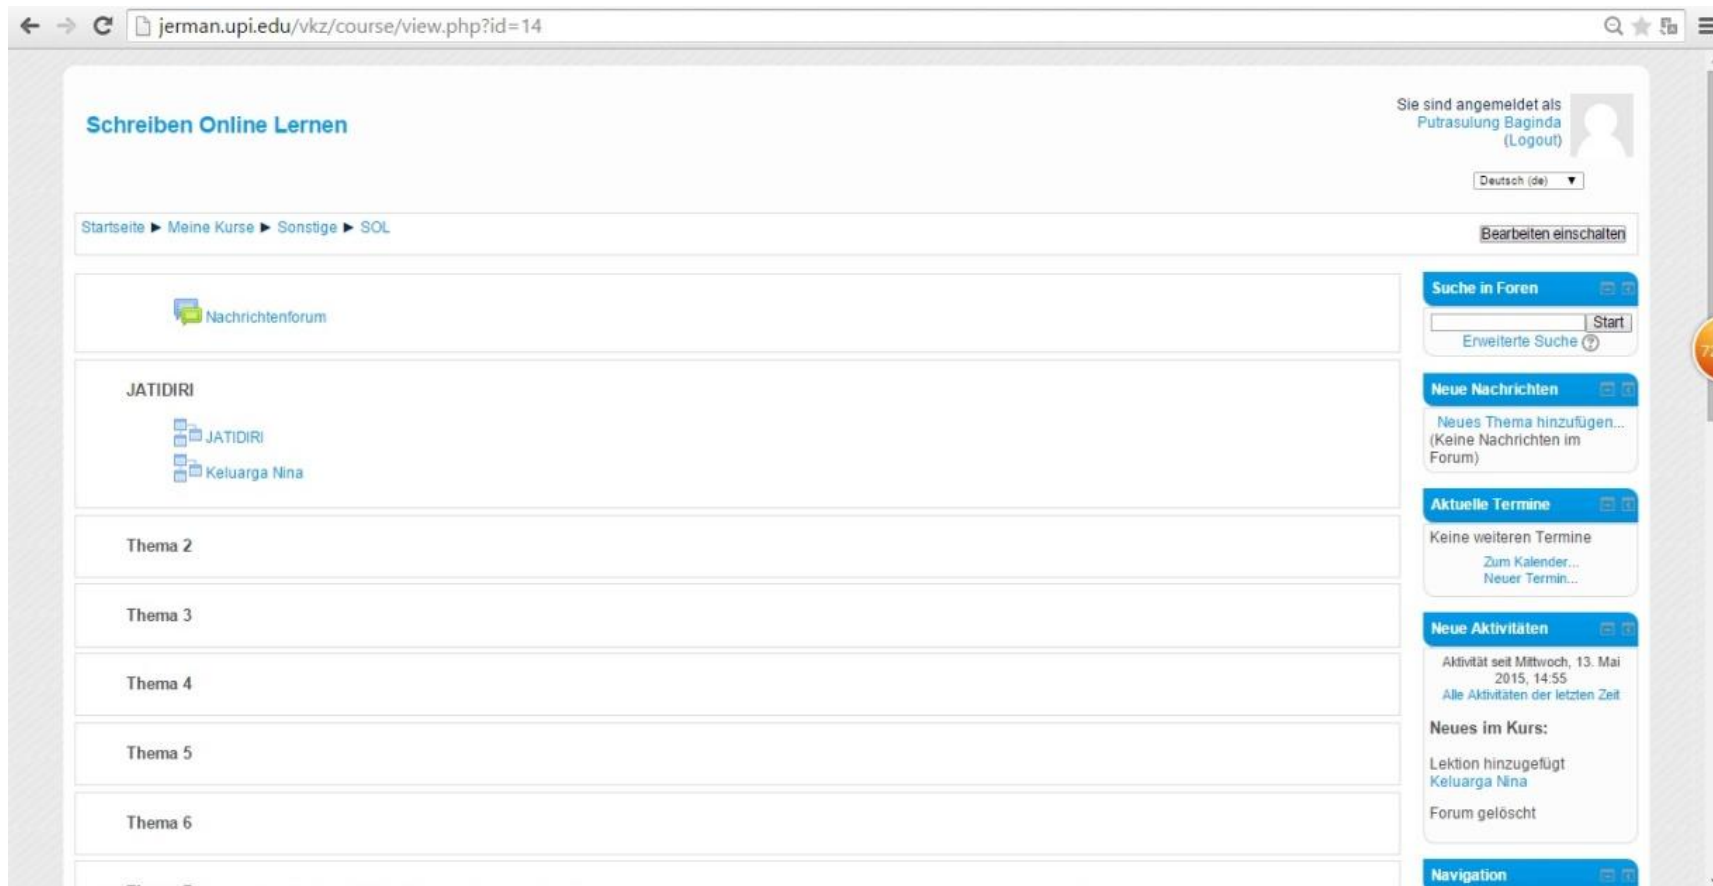 jerman.upi.edu/vkz/course/view.php?id=14
Schreiben Online Lernen
Sie sind angemeldet als
Putrasulung Baginda
(Logout)
Deutsch (de) ▼
Startseite ► Meine Kurse ► Sonstige ► SOL
Bearbeiten einschalten
Nachrichtenforum
JATIDIRI
JATIDIRI
Keluarga Nina
Thema 2
Thema 3
Thema 4
Thema 5
Thema 6
Suche in Foren
Start
Erweiterte Suche ?
Neue Nachrichten
Neues Thema hinzufügen...
(Keine Nachrichten im
Forum)
Aktuelle Termine
Keine weiteren Termine
Zum Kalender...
Neuer Termin...
Neue Aktivitäten
Aktivität seit Mittwoch, 13. Mai
2015, 14:55
Alle Aktivitäten der letzten Zeit
Neues im Kurs:
Lektion hinzugefügt
Keluarga Nina
Forum gelöscht
Navigation